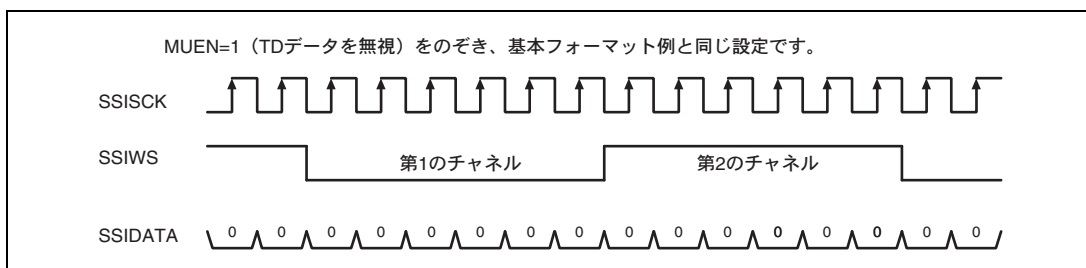 MUEN=1（TDデータを無視）をのぞき、基本フォーマット例と同じ設定です。
SSISCK
SSIWS 第1のチャネル 第2のチャネル
SSIDATA 0 0 0 0 0 0 0 0 0 0 0 0 0 0 0 0